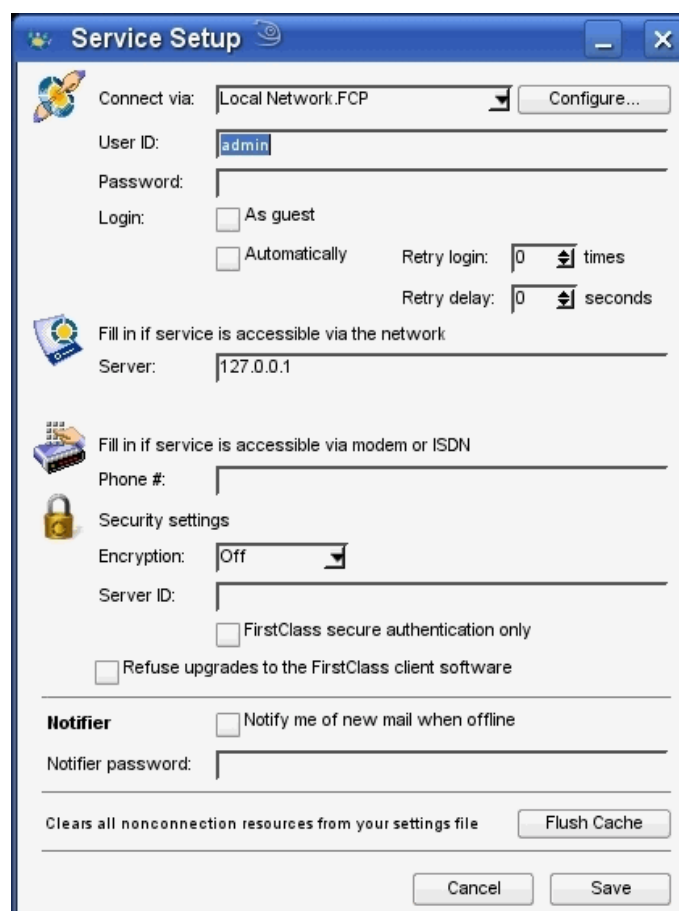 Service Setup
Connect via: Local Network.FCP Configure...
User ID: admin
Password:
Login: As guest
Automatically Retry login: 0 times
Retry delay: 0 seconds
Fill in if service is accessible via the network
Server: 127.0.0.1
Fill in if service is accessible via modem or ISDN
Phone #:
Security settings
Encryption: Off
Server ID:
FirstClass secure authentication only
Refuse upgrades to the FirstClass client software
Notifier Notify me of new mail when offline
Notifier password:
Clears all nonconnection resources from your settings file Flush Cache
Cancel Save